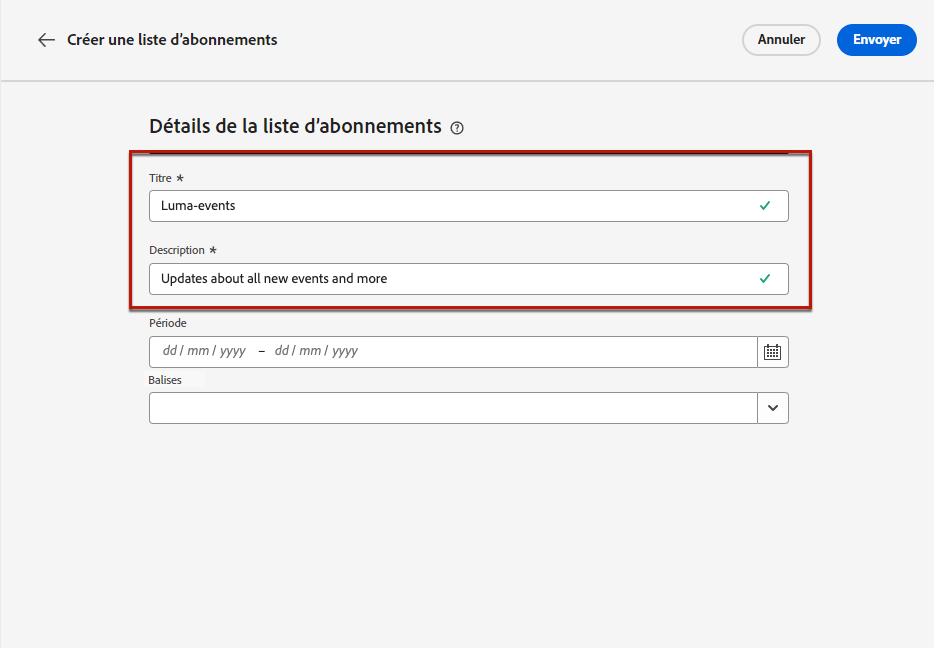 Créer une liste d’abonnements
Annuler
Envoyer
Détails de la liste d’abonnements
Titre *
Luma-events
Description *
Updates about all new events and more
Période
dd / mm / yyyy – dd / mm / yyyy
Balises